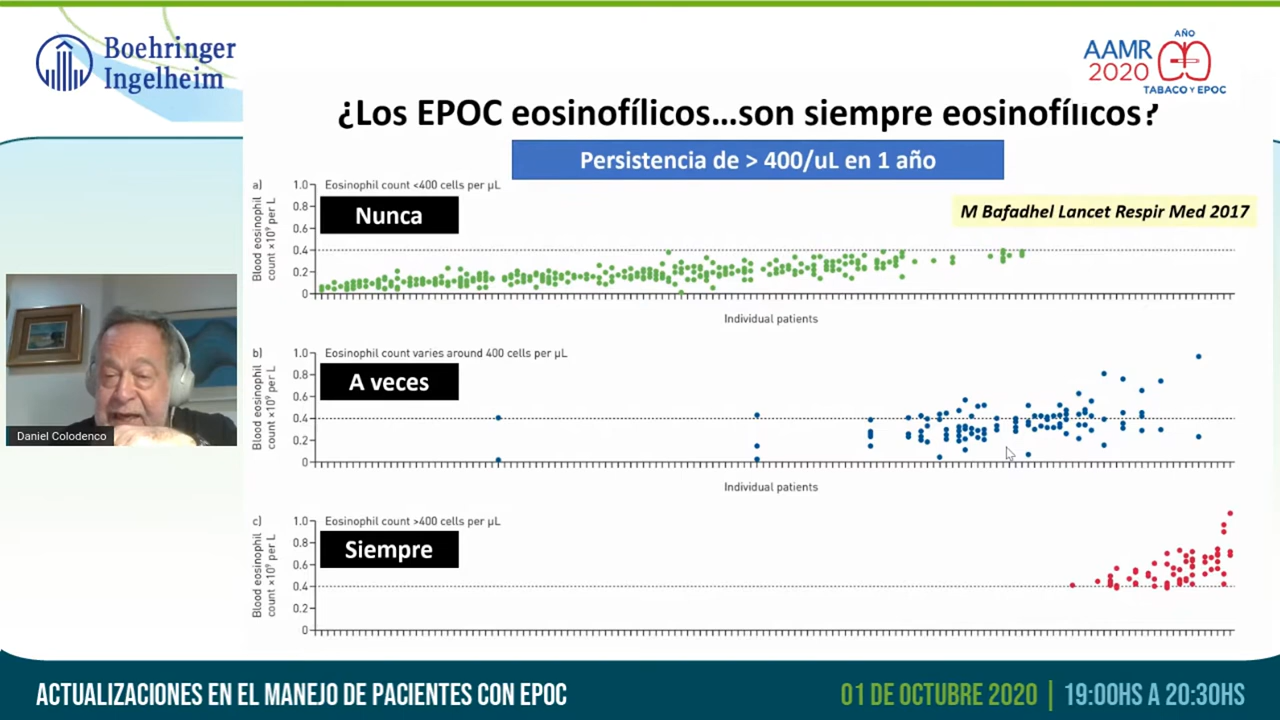 Boehringer
Ingelheim
AÑO
AAMR
2020
TABACO Y EPOC
¿Los EPOC eosinofílicos...son siempre eosinofílicos?
Persistencia de > 400/uL en 1 año
M Bafadhel Lancet Respir Med 2017
a)
Eosinophil count <400 cells per µL
Nunca
Blood eosinophil
count ×10⁹ per L
1.0
0.8
0.6
0.4
0.2
0
Individual patients
b)
Eosinophil count varies around 400 cells per µL
A veces
Blood eosinophil
count ×10⁹ per L
1.0
0.8
0.6
0.4
0.2
0
Individual patients
c)
Eosinophil count >400 cells per µL
Siempre
Blood eosinophil
count ×10⁹ per L
1.0
0.8
0.6
0.4
0.2
0
Daniel Colodenco
ACTUALIZACIONES EN EL MANEJO DE PACIENTES CON EPOC
01 DE OCTUBRE 2020 | 19:00HS A 20:30HS